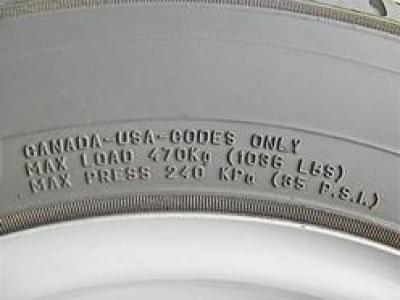 CANADA-USA-CODES ONLY
MAX LOAD 470Kg (1036 LBS)
MAX PRESS 240 KPa (35 P.S.I.)